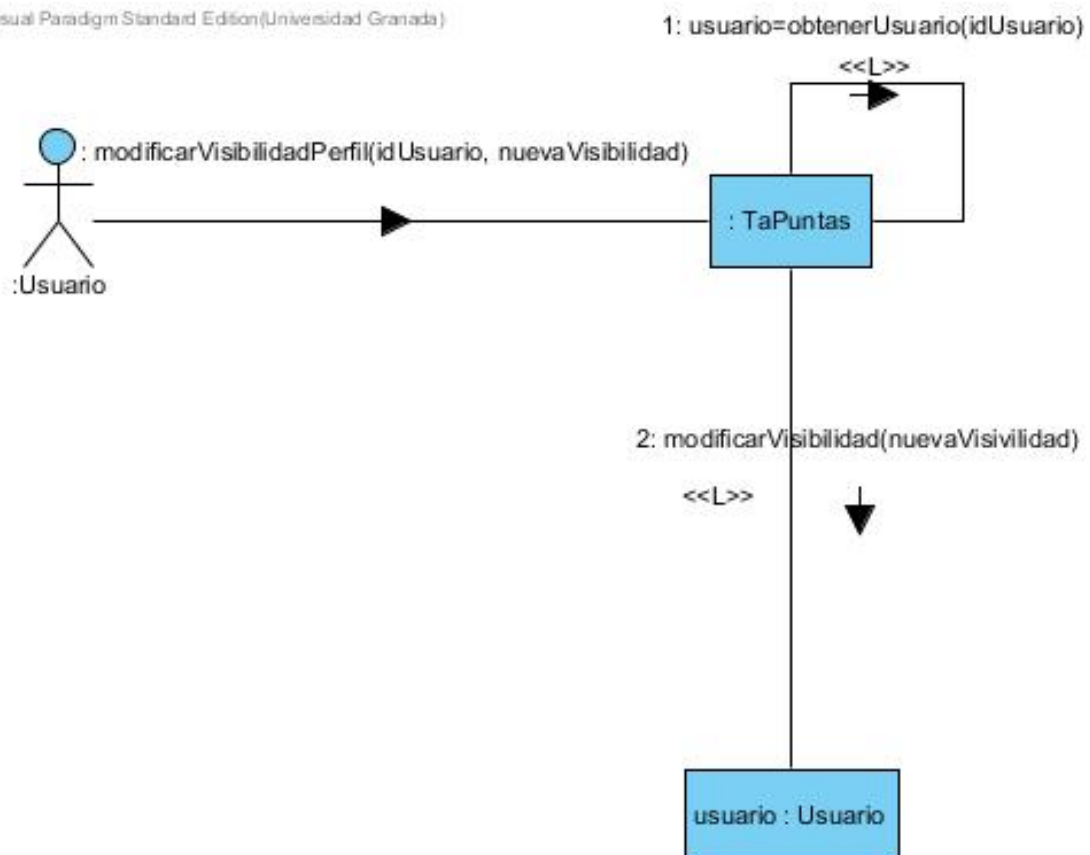 sual Paradigm Standard Edition(Universidad Granada)
1: usuario=obtenerUsuario(idUsuario)
<<L>>
: modificarVisibilidadPerfil(idUsuario, nuevaVisibilidad)
: TaPuntas
:Usuario
2: modificarVisibilidad(nuevaVisivilidad)
<<L>>
usuario : Usuario